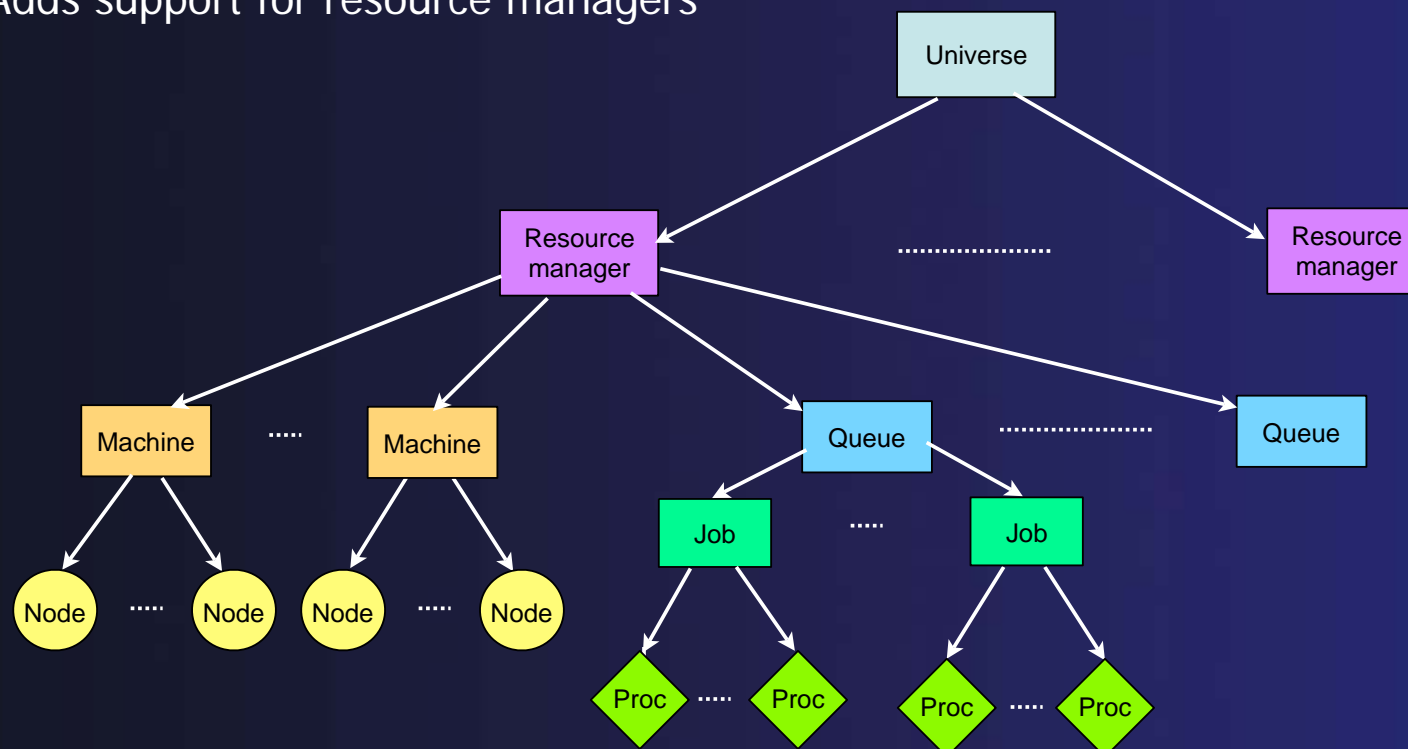 Adds support for resource managers
Universe
Resource
manager
Resource
manager
Machine
Machine
Queue
Queue
Job
Job
Node
Node
Node
Node
Proc
Proc
Proc
Proc